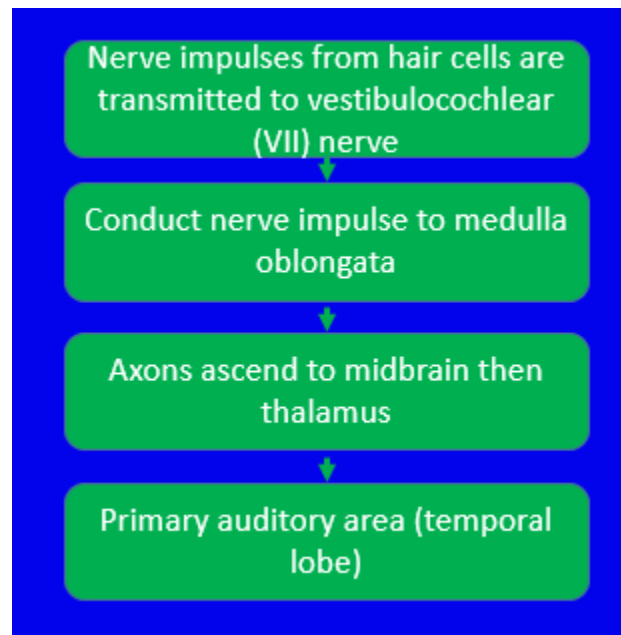 Nerve impulses from hair cells are
transmitted to vestibulocochlear
(VII) nerve
Conduct nerve impulse to medulla
oblongata
Axons ascend to midbrain then
thalamus
Primary auditory area (temporal
lobe)